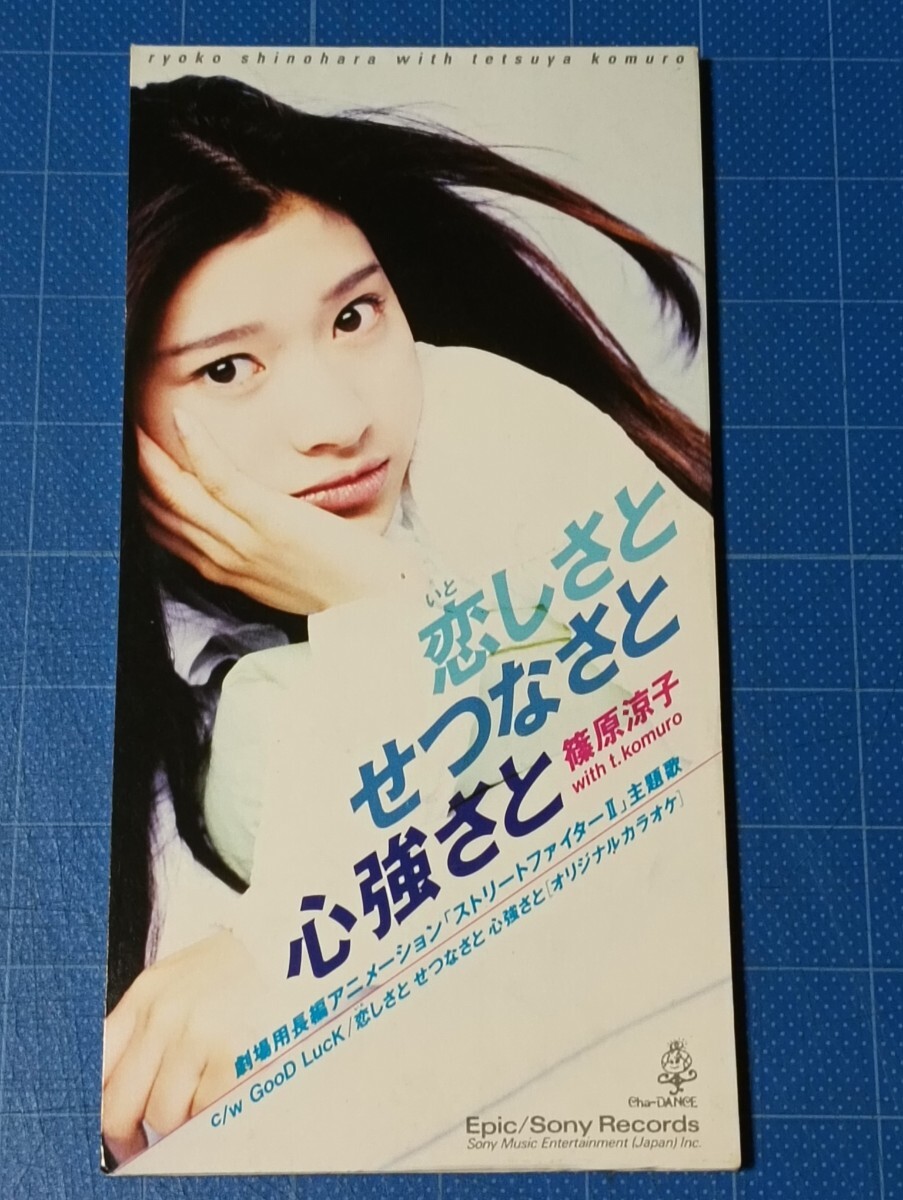 ryoko shinohara with tetsuya komuro
いと
恋しさと
せつなさと
心強さと
篠原涼子
with t.komuro
劇場用長編アニメーション「ストリートファイターⅡ」主題歌
c/w GooD LucK/恋しさと せつなさと 心強さと[オリジナルカラオケ]
Cha-DANCE
Epic/Sony Records
Sony Music Entertainment (Japan) Inc.